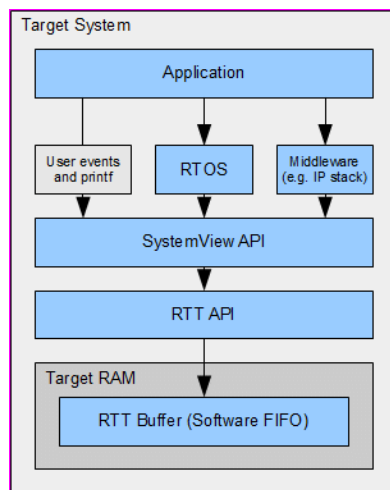 Target System
Application
User events
and printf
RTOS
Middleware
(e.g. IP stack)
SystemView API
RTT API
Target RAM
RTT Buffer (Software FIFO)